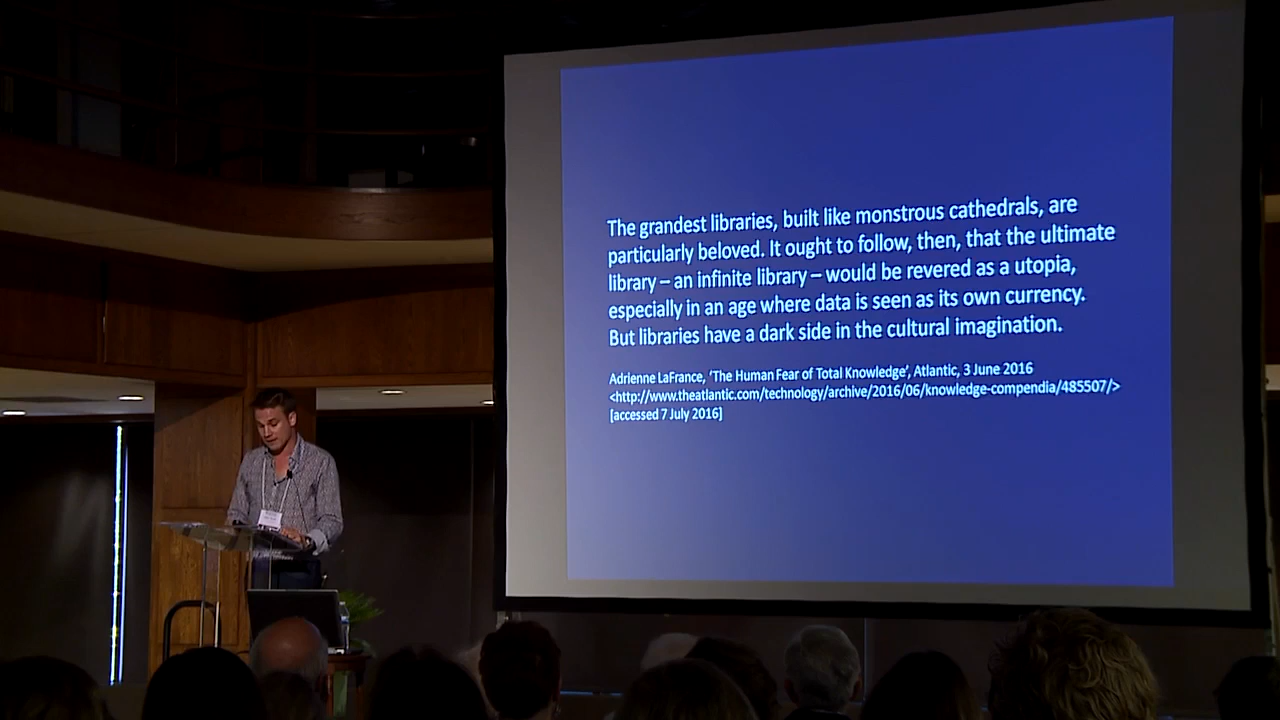 The grandest libraries, built like monstrous cathedrals, are
particularly beloved. It ought to follow, then, that the ultimate
library – an infinite library – would be revered as a utopia,
especially in an age where data is seen as its own currency.
But libraries have a dark side in the cultural imagination.
Adrienne LaFrance, ‘The Human Fear of Total Knowledge’, Atlantic, 3 June 2016
<http://www.theatlantic.com/technology/archive/2016/06/knowledge-compendia/485507/>
[accessed 7 July 2016]